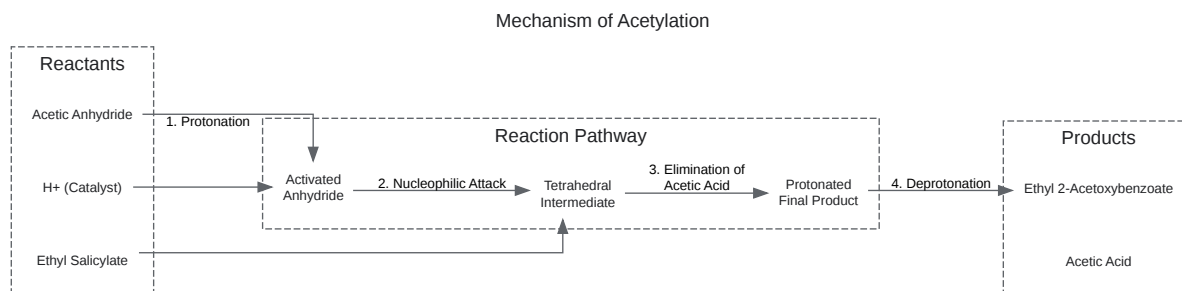 Mechanism of Acetylation
Reactants
Acetic Anhydride
1. Protonation
H+ (Catalyst)
Ethyl Salicylate
Reaction Pathway
Activated
Anhydride
2. Nucleophilic Attack
Tetrahedral
Intermediate
3. Elimination of
Acetic Acid
Protonated
Final Product
4. Deprotonation
Products
Ethyl 2-Acetoxybenzoate
Acetic Acid